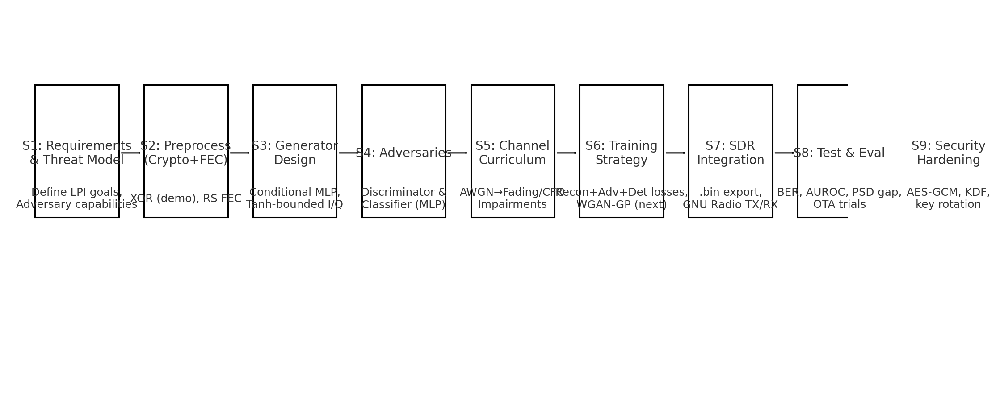 S1: Requirements
& Threat Model
Define LPI goals,
Adversary capabilities
S2: Preprocess
(Crypto+FEC)
XOR (demo), RS FEC
S3: Generator
Design
Conditional MLP,
Tanh-bounded I/Q
S4: Adversaries
Discriminator &
Classifier (MLP)
S5: Channel
Curriculum
AWGN→Fading/CFO
Impairments
S6: Training
Strategy
Recon+Adv+Det losses,
WGAN-GP (next)
S7: SDR
Integration
.bin export,
GNU Radio TX/RX
S8: Test & Eval
BER, AUROC, PSD gap,
OTA trials
S9: Security
Hardening
AES-GCM, KDF,
key rotation